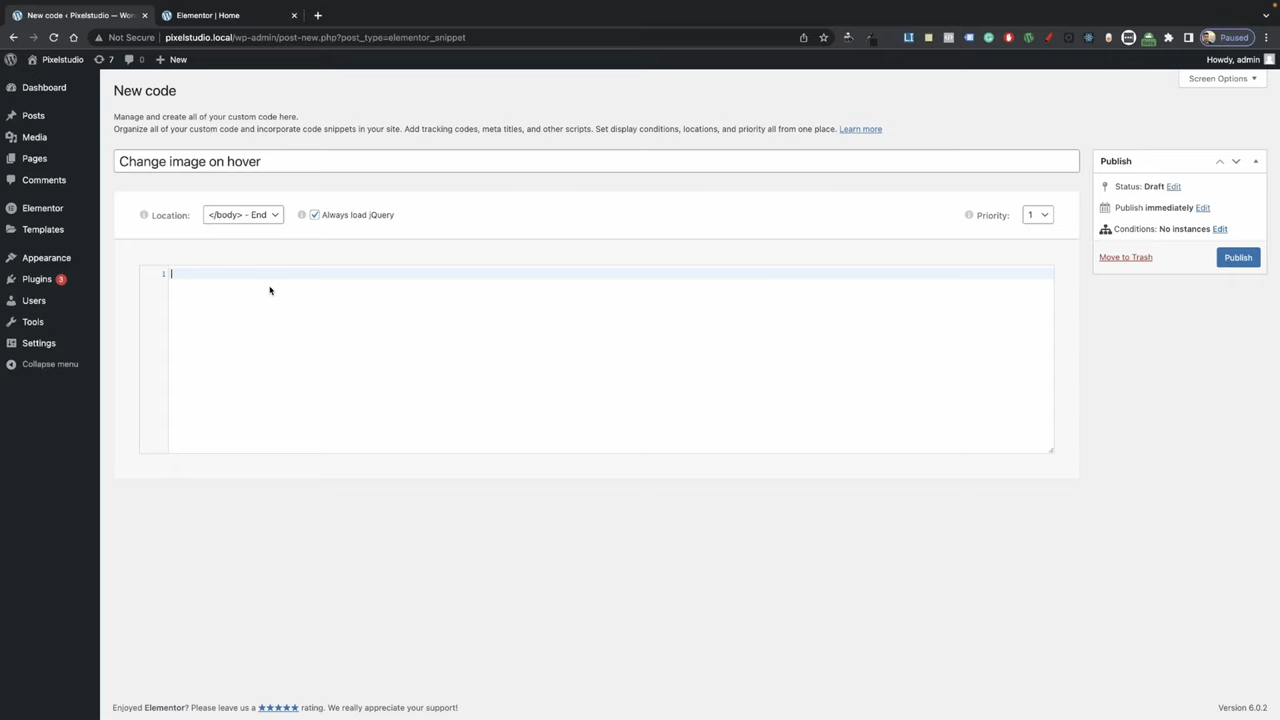 New code ‹ Pixelstudio — Wor
Elementor | Home
Not Secure
pixelstudio.local/wp-admin/post-new.php?post_type=elementor_snippet
Paused
Pixelstudio
7
0
New
Howdy, admin
Screen Options
Dashboard
Posts
Media
Pages
Comments
Elementor
Templates
Appearance
Plugins 3
Users
Tools
Settings
Collapse menu
New code
Manage and create all of your custom code here.
Organize all of your custom code and incorporate code snippets in your site. Add tracking codes, meta titles, and other scripts. Set display conditions, locations, and priority all from one place. Learn more
Change image on hover
Location: </body> - End Always load jQuery Priority: 1
1
Publish
Status: Draft Edit
Publish immediately Edit
Conditions: No instances Edit
Move to Trash Publish
Enjoyed Elementor? Please leave us a ★★★★★ rating. We really appreciate your support!
Version 6.0.2